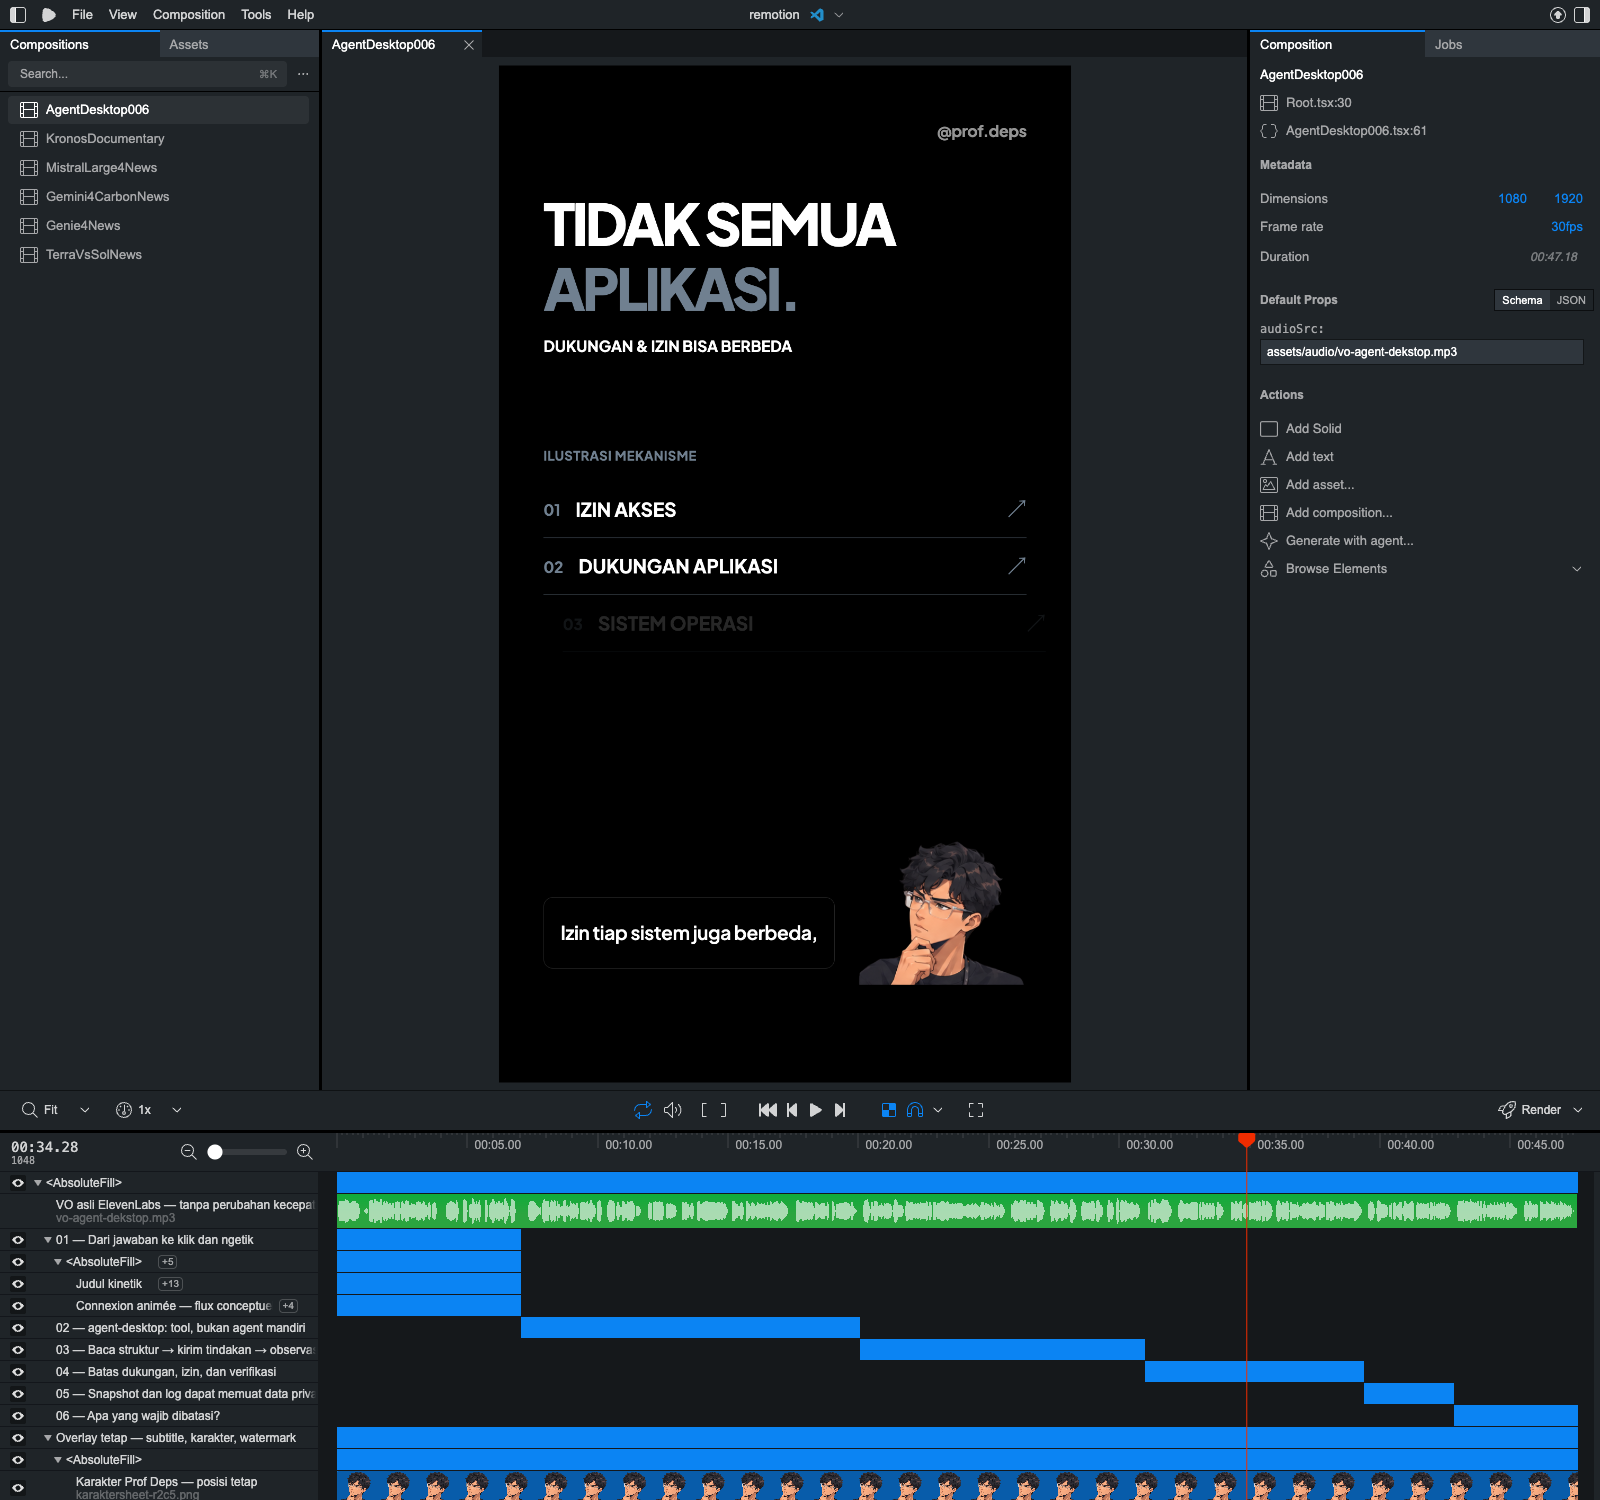 File View Composition Tools Help
remotion
Compositions Assets
Search... ⌘K
AgentDesktop006
KronosDocumentary
MistralLarge4News
Gemini4CarbonNews
Genie4News
TerraVsSolNews
AgentDesktop006
@prof.deps
TIDAK SEMUA
APLIKASI.
DUKUNGAN & IZIN BISA BERBEDA
ILUSTRASI MEKANISME
01 IZIN AKSES
02 DUKUNGAN APLIKASI
03 SISTEM OPERASI
Izin tiap sistem juga berbeda,
Composition Jobs
AgentDesktop006
Root.tsx:30
AgentDesktop006.tsx:61
Metadata
Dimensions 1080 1920
Frame rate 30fps
Duration 00:47.18
Default Props Schema JSON
audioSrc:
assets/audio/vo-agent-dekstop.mp3
Actions
Add Solid
Add text
Add asset...
Add composition...
Generate with agent...
Browse Elements
Fit 1x Render
00:34.28
1048
00:05.00 00:10.00 00:15.00 00:20.00 00:25.00 00:30.00 00:35.00 00:40.00 00:45.00
<AbsoluteFill>
VO asli ElevenLabs — tanpa perubahan kecepat
vo-agent-dekstop.mp3
01 — Dari jawaban ke klik dan ngetik
<AbsoluteFill> +5
Judul kinetik +13
Connexion animée — flux conceptue +4
02 — agent-desktop: tool, bukan agent mandiri
03 — Baca struktur → kirim tindakan → observa
04 — Batas dukungan, izin, dan verifikasi
05 — Snapshot dan log dapat memuat data priva
06 — Apa yang wajib dibatasi?
Overlay tetap — subtitle, karakter, watermark
<AbsoluteFill>
Karakter Prof Deps — posisi tetap
karaktersheet-r2c5.png